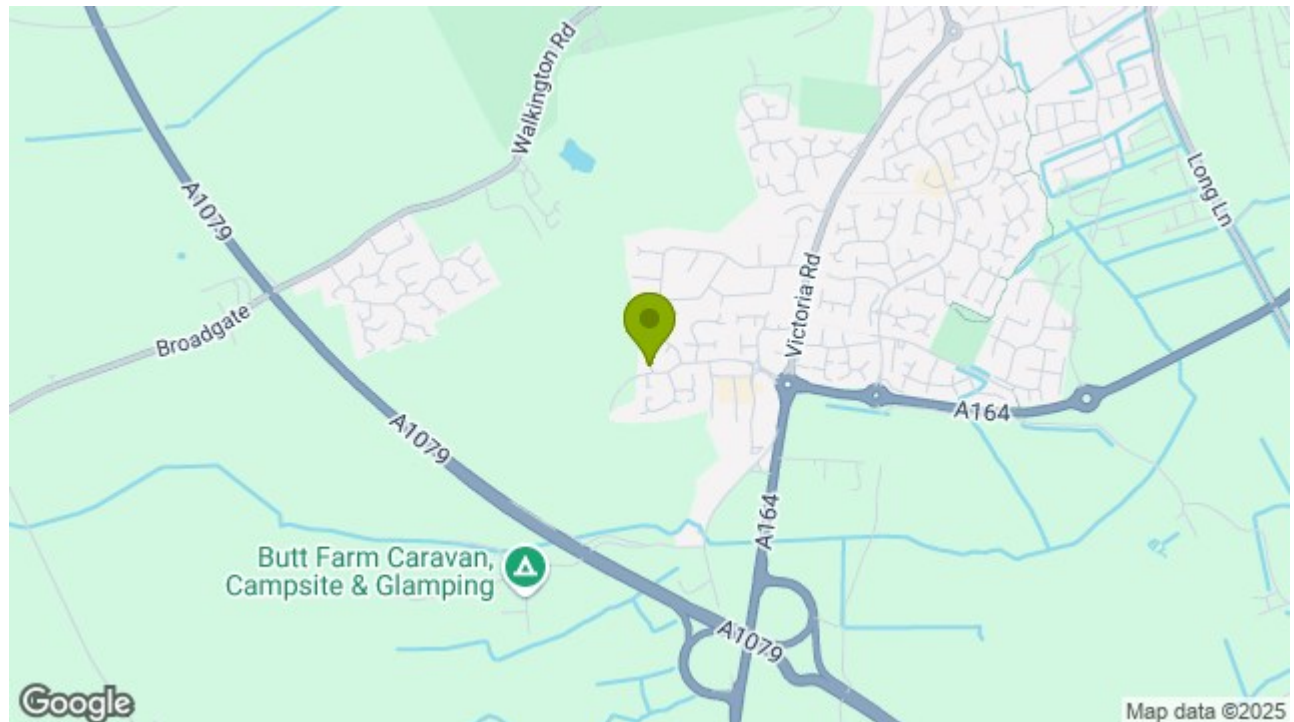 Walkington Rd
A1079
Long Ln
Broadgate
Victoria Rd
A164
A1079
A164
Butt Farm Caravan,
Campsite & Glamping
A1079
Google
Map data ©2025